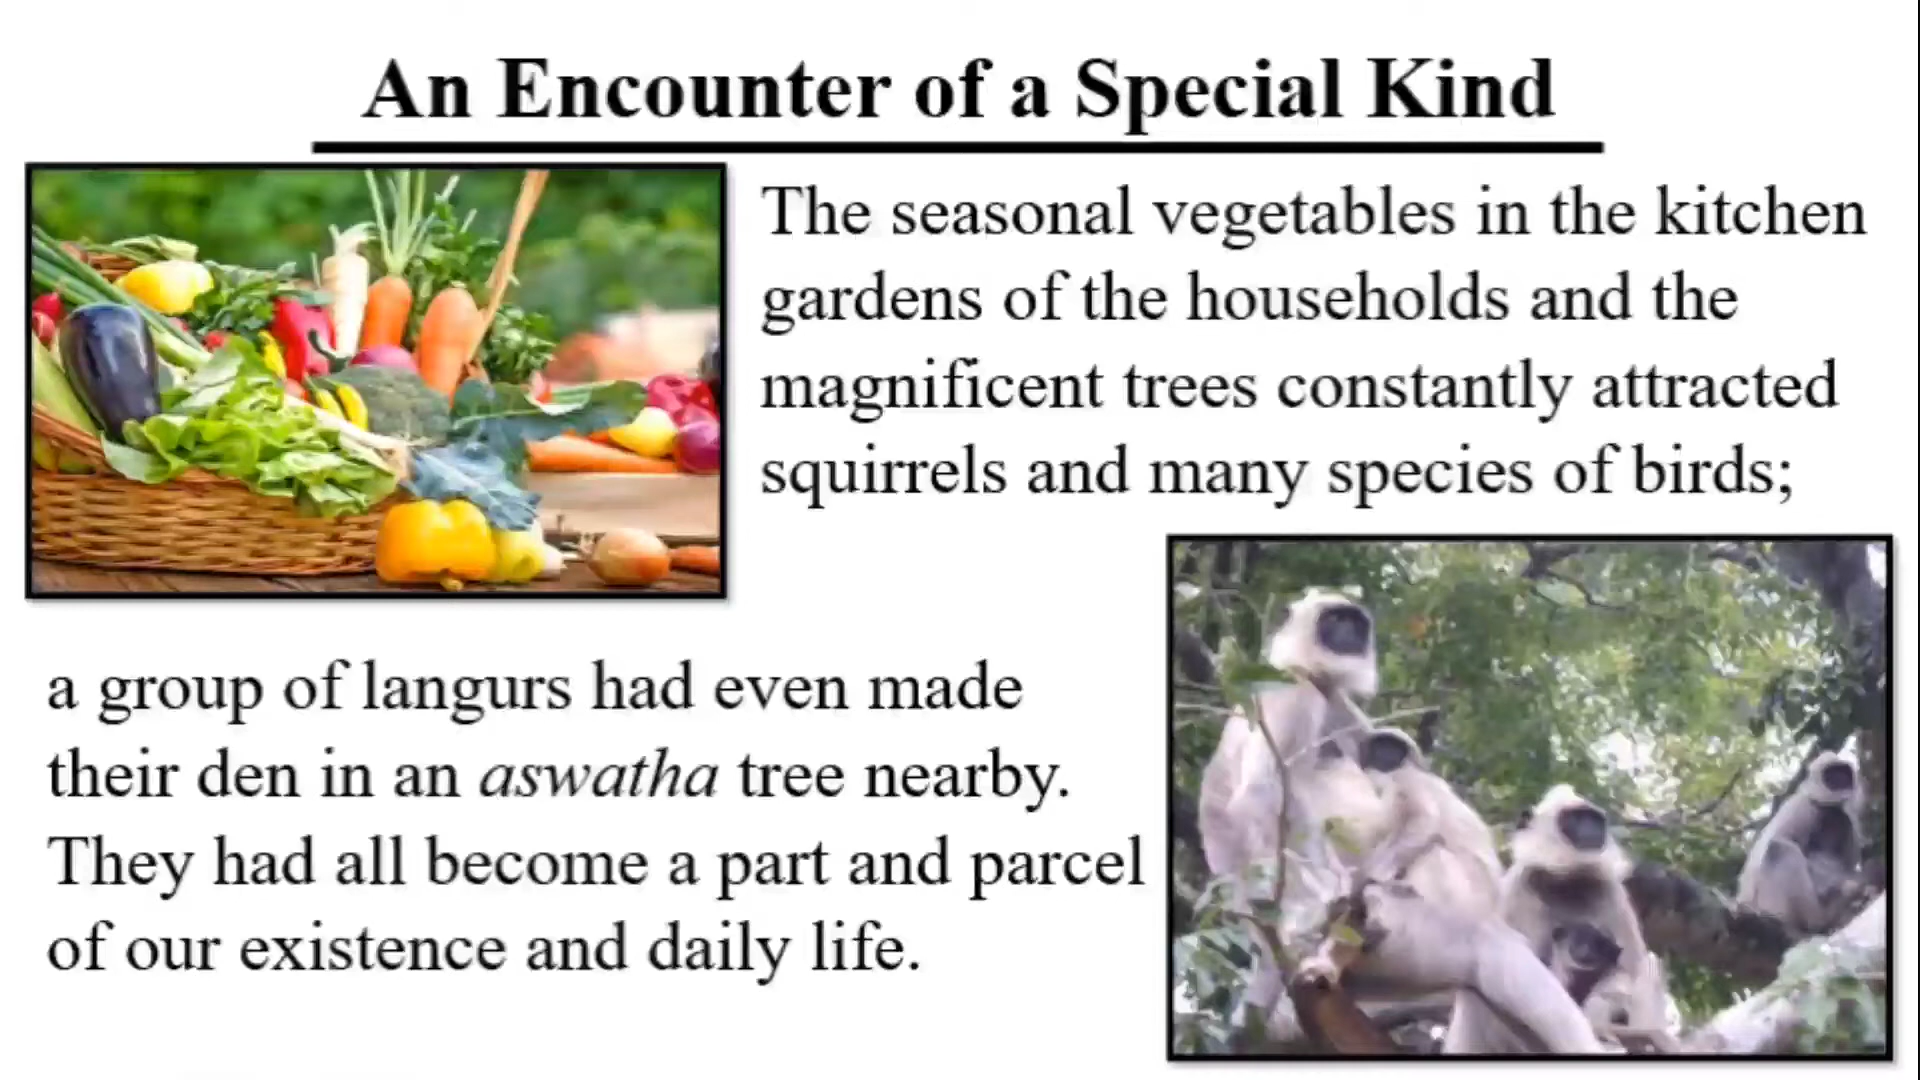 An Encounter of a Special Kind
The seasonal vegetables in the kitchen
gardens of the households and the
magnificent trees constantly attracted
squirrels and many species of birds;
a group of langurs had even made
their den in an aswatha tree nearby.
They had all become a part and parcel
of our existence and daily life.